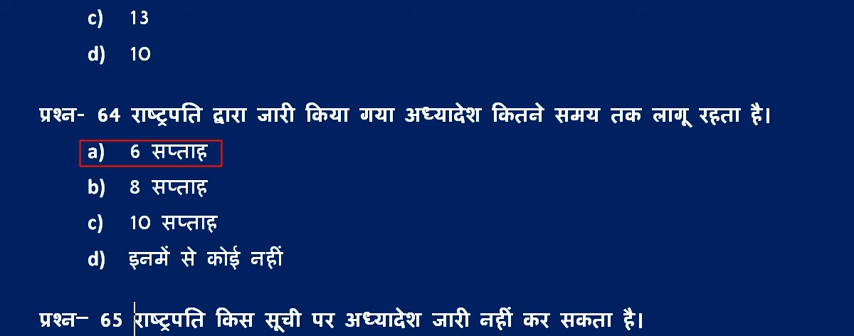 c) 13
d) 10
प्रश्न- 64 राष्ट्रपति द्वारा जारी किया गया अध्यादेश कितने समय तक लागू रहता है।
a) 6 सप्ताह
b) 8 सप्ताह
c) 10 सप्ताह
d) इनमें से कोई नहीं
प्रश्न– 65 राष्ट्रपति किस सूची पर अध्यादेश जारी नहीं कर सकता है।